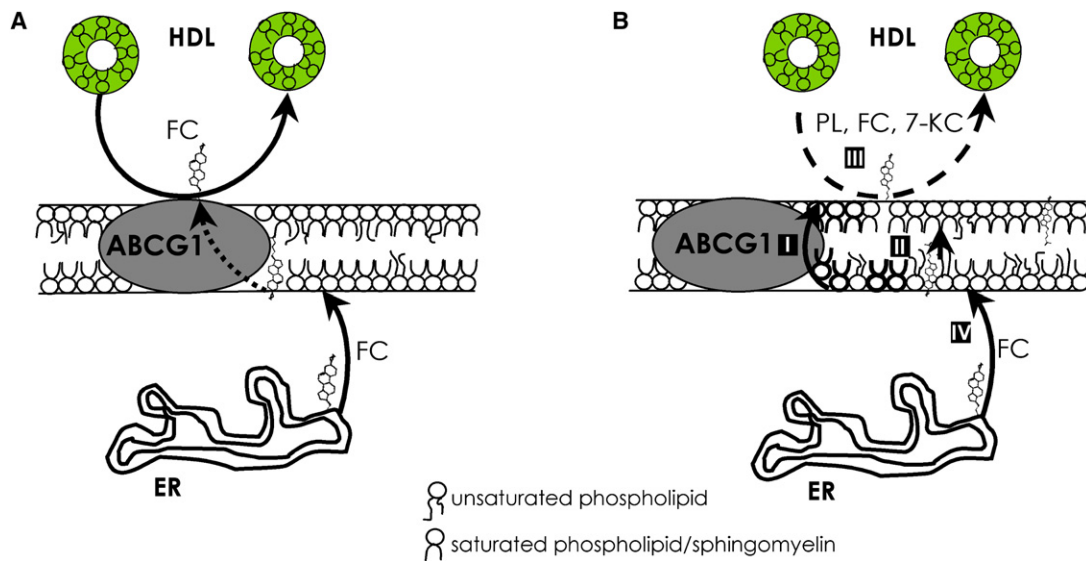 A
HDL
FC
ABCG1
FC
ER
B
HDL
PL, FC, 7-KC
III
ABCG1 I
II
IV
FC
ER
unsaturated phospholipid
saturated phospholipid/sphingomyelin